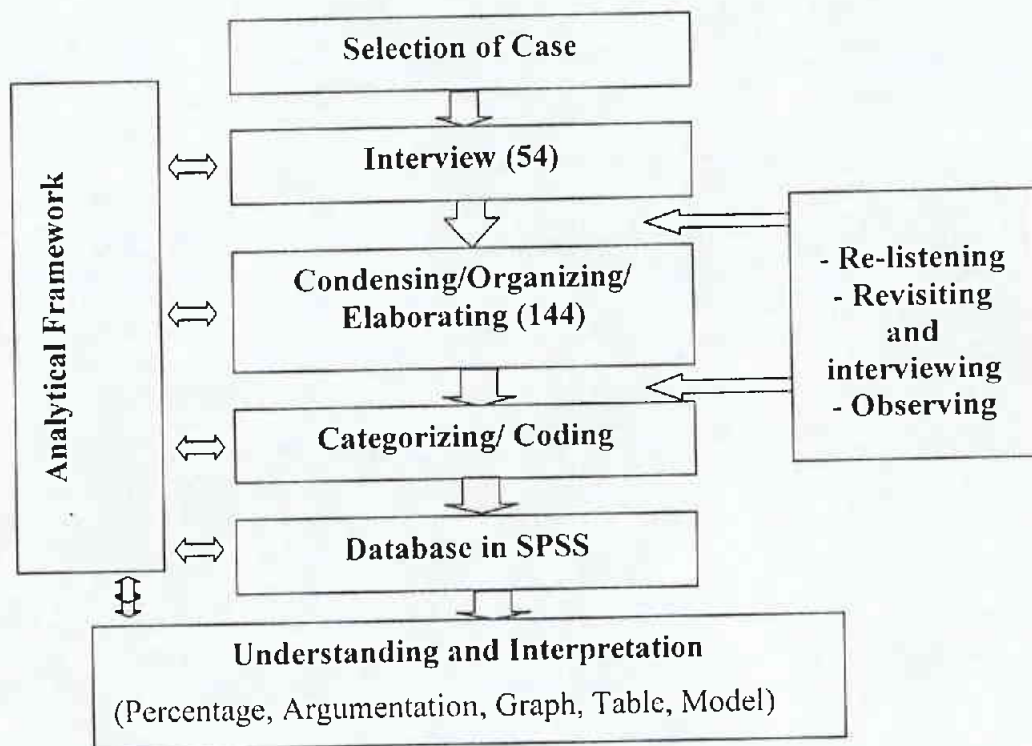 Selection of Case
Analytical Framework
Interview (54)
Condensing/Organizing/
Elaborating (144)
- Re-listening
- Revisiting
and
interviewing
- Observing
Categorizing/ Coding
Database in SPSS
Understanding and Interpretation
(Percentage, Argumentation, Graph, Table, Model)